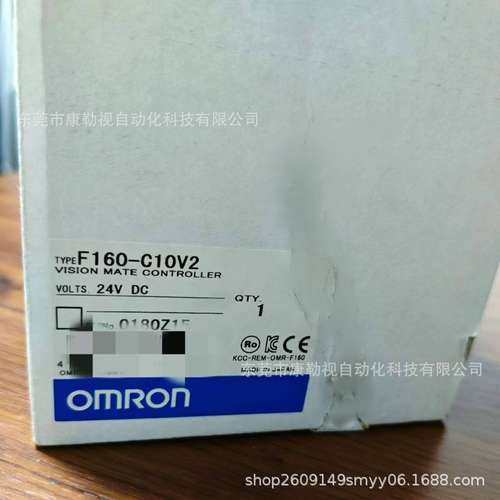 东莞市康勒视自动化科技有限公司
TYPE F160-C10V2
VISION MATE CONTROLLER
VOLTS. 24V DC
QTY.
1
No. 0180Z1F
KCC-REM-OMR-F160
东莞市康勒视自动化科技有限公司
OMRON
shop2609149smyy06.1688.com